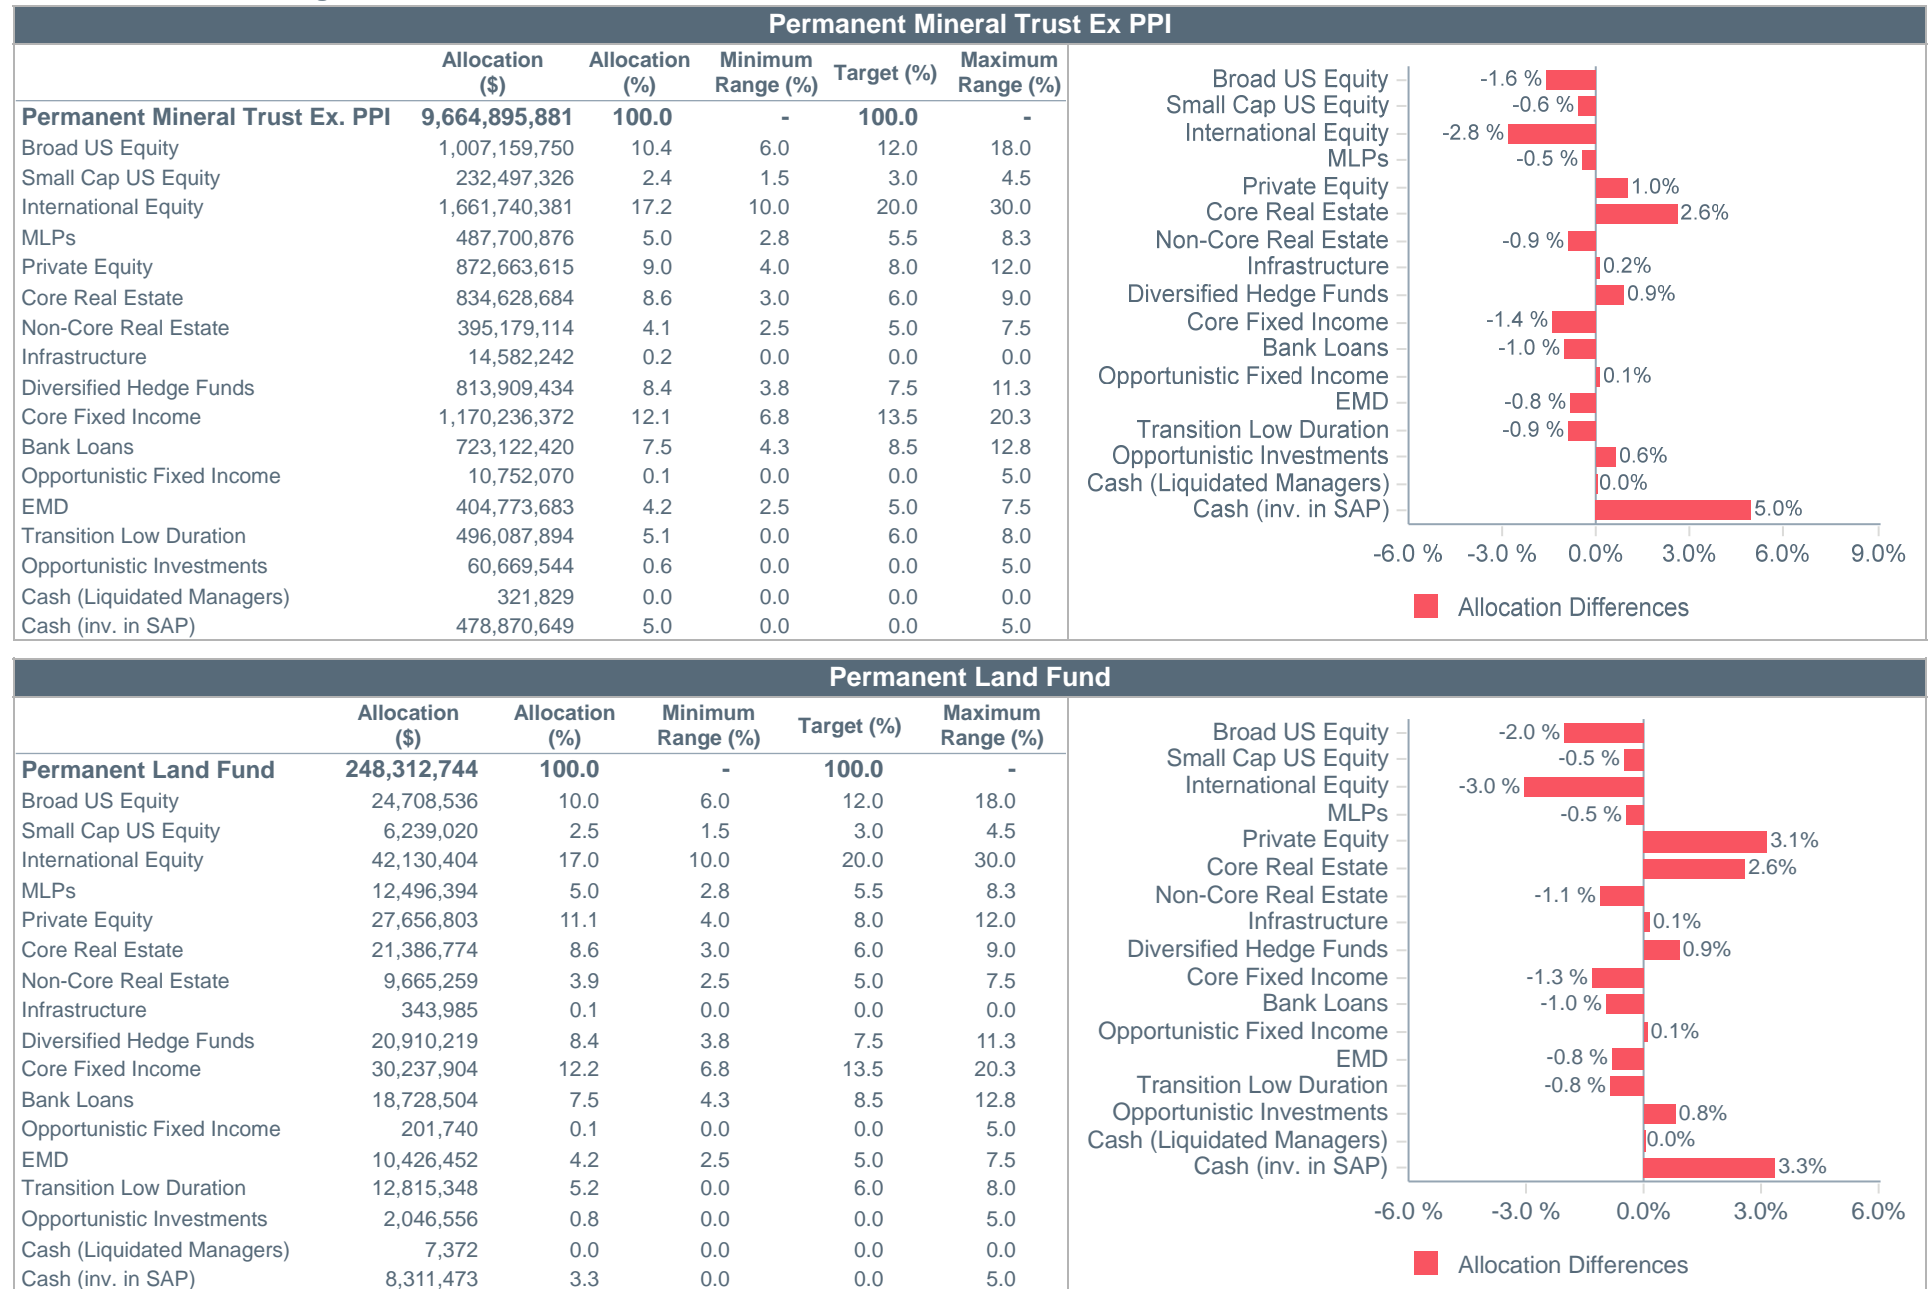 Permanent Mineral Trust Ex PPI
Allocation ($) Allocation (%) Minimum Range (%) Target (%) Maximum Range (%)
Permanent Mineral Trust Ex. PPI 9,664,895,881 100.0 - 100.0 -
Broad US Equity 1,007,159,750 10.4 6.0 12.0 18.0
Small Cap US Equity 232,497,326 2.4 1.5 3.0 4.5
International Equity 1,661,740,381 17.2 10.0 20.0 30.0
MLPs 487,700,876 5.0 2.8 5.5 8.3
Private Equity 872,663,615 9.0 4.0 8.0 12.0
Core Real Estate 834,628,684 8.6 3.0 6.0 9.0
Non-Core Real Estate 395,179,114 4.1 2.5 5.0 7.5
Infrastructure 14,582,242 0.2 0.0 0.0 0.0
Diversified Hedge Funds 813,909,434 8.4 3.8 7.5 11.3
Core Fixed Income 1,170,236,372 12.1 6.8 13.5 20.3
Bank Loans 723,122,420 7.5 4.3 8.5 12.8
Opportunistic Fixed Income 10,752,070 0.1 0.0 0.0 5.0
EMD 404,773,683 4.2 2.5 5.0 7.5
Transition Low Duration 496,087,894 5.1 0.0 6.0 8.0
Opportunistic Investments 60,669,544 0.6 0.0 0.0 5.0
Cash (Liquidated Managers) 321,829 0.0 0.0 0.0 0.0
Cash (inv. in SAP) 478,870,649 5.0 0.0 0.0 5.0
Broad US Equity -1.6 %
Small Cap US Equity -0.6 %
International Equity -2.8 %
MLPs -0.5 %
Private Equity 1.0%
Core Real Estate 2.6%
Non-Core Real Estate -0.9 %
Infrastructure 0.2%
Diversified Hedge Funds 0.9%
Core Fixed Income -1.4 %
Bank Loans -1.0 %
Opportunistic Fixed Income 0.1%
EMD -0.8 %
Transition Low Duration -0.9 %
Opportunistic Investments 0.6%
Cash (Liquidated Managers) 0.0%
Cash (inv. in SAP) 5.0%
-6.0 % -3.0 % 0.0% 3.0% 6.0% 9.0%
Allocation Differences
Permanent Land Fund
Allocation ($) Allocation (%) Minimum Range (%) Target (%) Maximum Range (%)
Permanent Land Fund 248,312,744 100.0 - 100.0 -
Broad US Equity 24,708,536 10.0 6.0 12.0 18.0
Small Cap US Equity 6,239,020 2.5 1.5 3.0 4.5
International Equity 42,130,404 17.0 10.0 20.0 30.0
MLPs 12,496,394 5.0 2.8 5.5 8.3
Private Equity 27,656,803 11.1 4.0 8.0 12.0
Core Real Estate 21,386,774 8.6 3.0 6.0 9.0
Non-Core Real Estate 9,665,259 3.9 2.5 5.0 7.5
Infrastructure 343,985 0.1 0.0 0.0 0.0
Diversified Hedge Funds 20,910,219 8.4 3.8 7.5 11.3
Core Fixed Income 30,237,904 12.2 6.8 13.5 20.3
Bank Loans 18,728,504 7.5 4.3 8.5 12.8
Opportunistic Fixed Income 201,740 0.1 0.0 0.0 5.0
EMD 10,426,452 4.2 2.5 5.0 7.5
Transition Low Duration 12,815,348 5.2 0.0 6.0 8.0
Opportunistic Investments 2,046,556 0.8 0.0 0.0 5.0
Cash (Liquidated Managers) 7,372 0.0 0.0 0.0 0.0
Cash (inv. in SAP) 8,311,473 3.3 0.0 0.0 5.0
Broad US Equity -2.0 %
Small Cap US Equity -0.5 %
International Equity -3.0 %
MLPs -0.5 %
Private Equity 3.1%
Core Real Estate 2.6%
Non-Core Real Estate -1.1 %
Infrastructure 0.1%
Diversified Hedge Funds 0.9%
Core Fixed Income -1.3 %
Bank Loans -1.0 %
Opportunistic Fixed Income 0.1%
EMD -0.8 %
Transition Low Duration -0.8 %
Opportunistic Investments 0.8%
Cash (Liquidated Managers) 0.0%
Cash (inv. in SAP) 3.3%
-6.0 % -3.0 % 0.0% 3.0% 6.0%
Allocation Differences